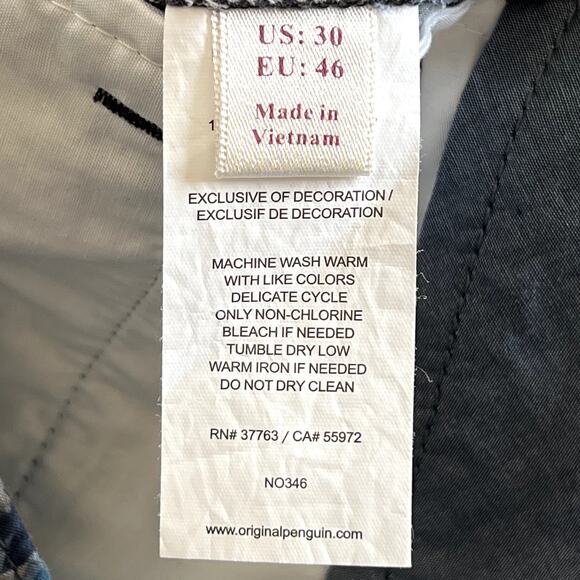 US: 30
EU: 46
Made in
Vietnam
EXCLUSIVE OF DECORATION /
EXCLUSIF DE DECORATION
MACHINE WASH WARM
WITH LIKE COLORS
DELICATE CYCLE
ONLY NON-CHLORINE
BLEACH IF NEEDED
TUMBLE DRY LOW
WARM IRON IF NEEDED
DO NOT DRY CLEAN
RN# 37763 / CA# 55972
NO346
www.originalpenguin.com